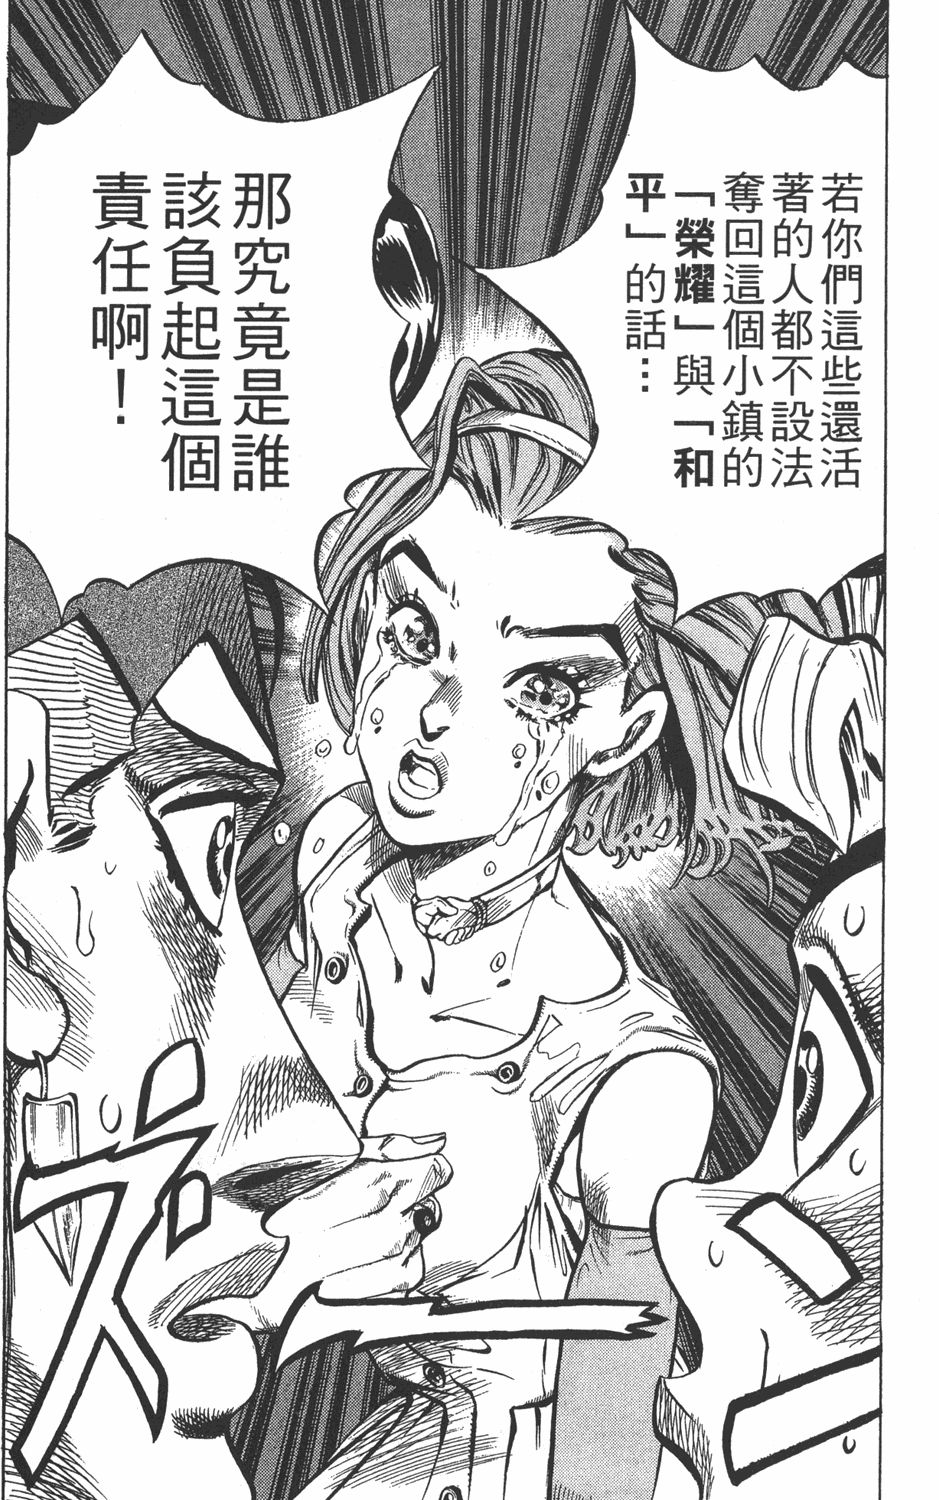 若你們這些還活
著的人都不設法
奪回這個小鎮的
「榮耀」與「和
平」的話…
那究竟是誰
該負起這個
責任啊！
ズーン